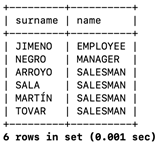 +---------+----------+
| surname | name     |
+---------+----------+
| JIMENO  | EMPLOYEE |
| NEGRO   | MANAGER  |
| ARROYO  | SALESMAN |
| SALA    | SALESMAN |
| MARTÍN  | SALESMAN |
| TOVAR   | SALESMAN |
+---------+----------+
6 rows in set (0.001 sec)